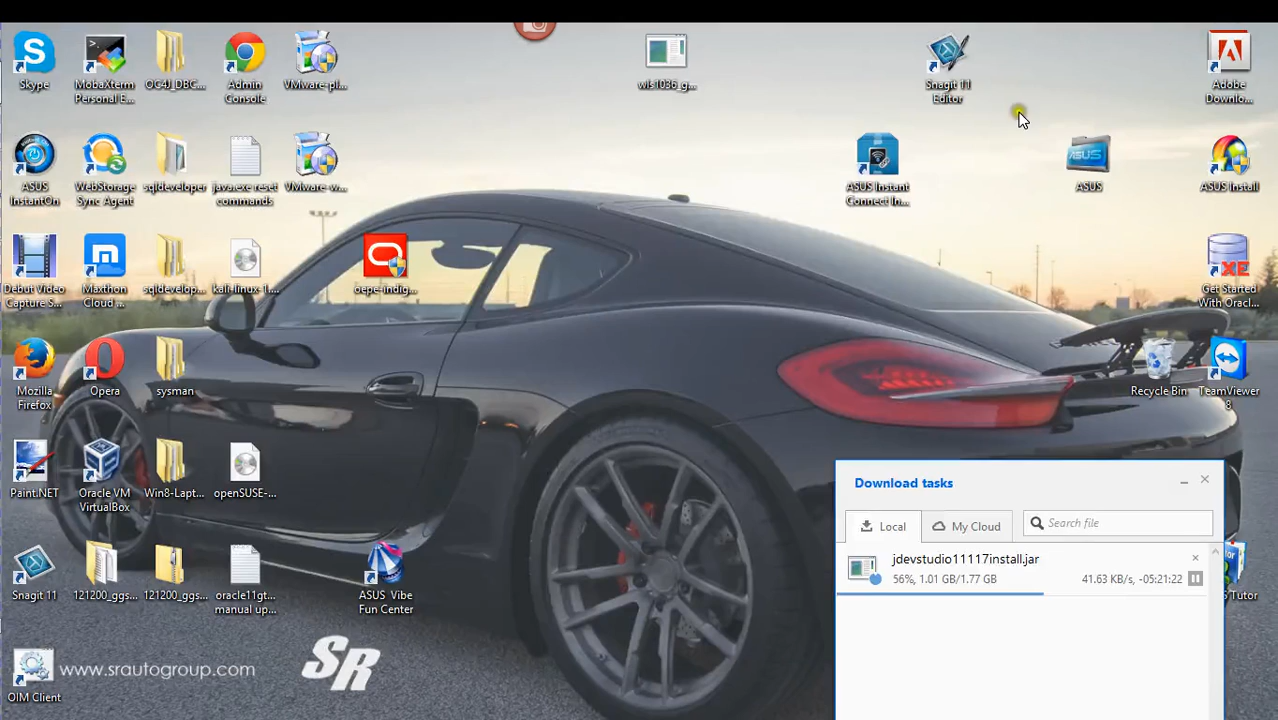 Skype
MobaXterm
Personal E...
OC4J_DBC...
Admin
Console
VMware-pl...
wls1036_g...
Snagit 11
Editor
Adobe
Downlo...
ASUS
InstantOn
WebStorage
Sync Agent
sqldeveloper
java.exe reset
commands
VMware-w...
ASUS Instant
Connect In...
ASUS
ASUS
ASUS Install
Debut Video
Capture S...
Maxthon
Cloud ...
sqldevelop...
kali-linux-1....
oepe-indig...
XE
Get Started
With Oracl...
Mozilla
Firefox
Opera
sysman
Recycle Bin
TeamViewer
8
Paint.NET
Oracle VM
VirtualBox
Win8-Lapt...
openSUSE-...
Download tasks
Local
My Cloud
Search file
jdevstudio11117install.jar
56%, 1.01 GB/1.77 GB
41.63 KB/s, -05:21:22
Snagit 11
121200_ggs...
121200_ggs...
oracle11gt...
manual up...
ASUS Vibe
Fun Center
Tutor
OIM Client
www.srautogroup.com
SR